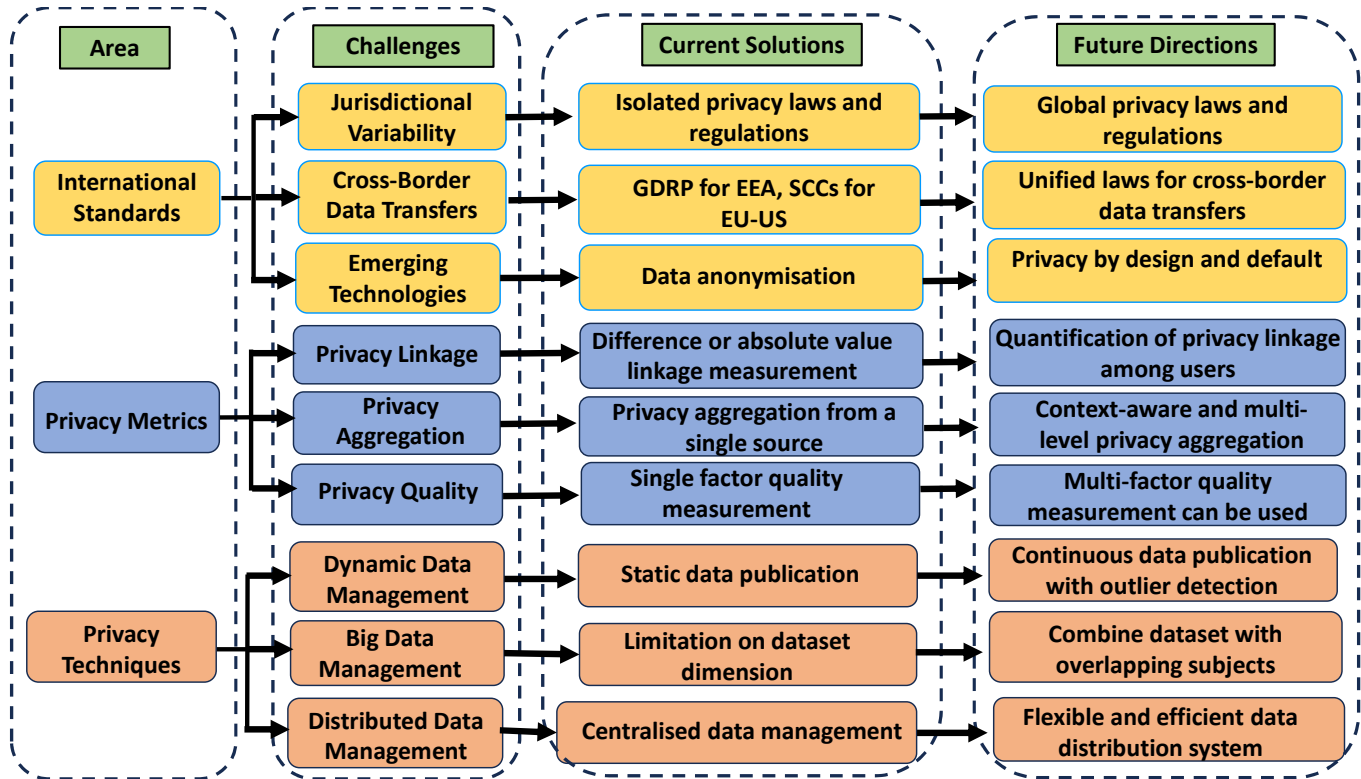 Area
Challenges
Current Solutions
Future Directions
International
Standards
Jurisdictional
Variability
Isolated privacy laws and
regulations
Global privacy laws and
regulations
Cross-Border
Data Transfers
GDRP for EEA, SCCs for
EU-US
Unified laws for cross-border
data transfers
Emerging
Technologies
Data anonymisation
Privacy by design and default
Privacy Metrics
Privacy Linkage
Difference or absolute value
linkage measurement
Quantification of privacy linkage
among users
Privacy
Aggregation
Privacy aggregation from a
single source
Context-aware and multi-
level privacy aggregation
Privacy Quality
Single factor quality
measurement
Multi-factor quality
measurement can be used
Privacy
Techniques
Dynamic Data
Management
Static data publication
Continuous data publication
with outlier detection
Big Data
Management
Limitation on dataset
dimension
Combine dataset with
overlapping subjects
Distributed Data
Management
Centralised data management
Flexible and efficient data
distribution system